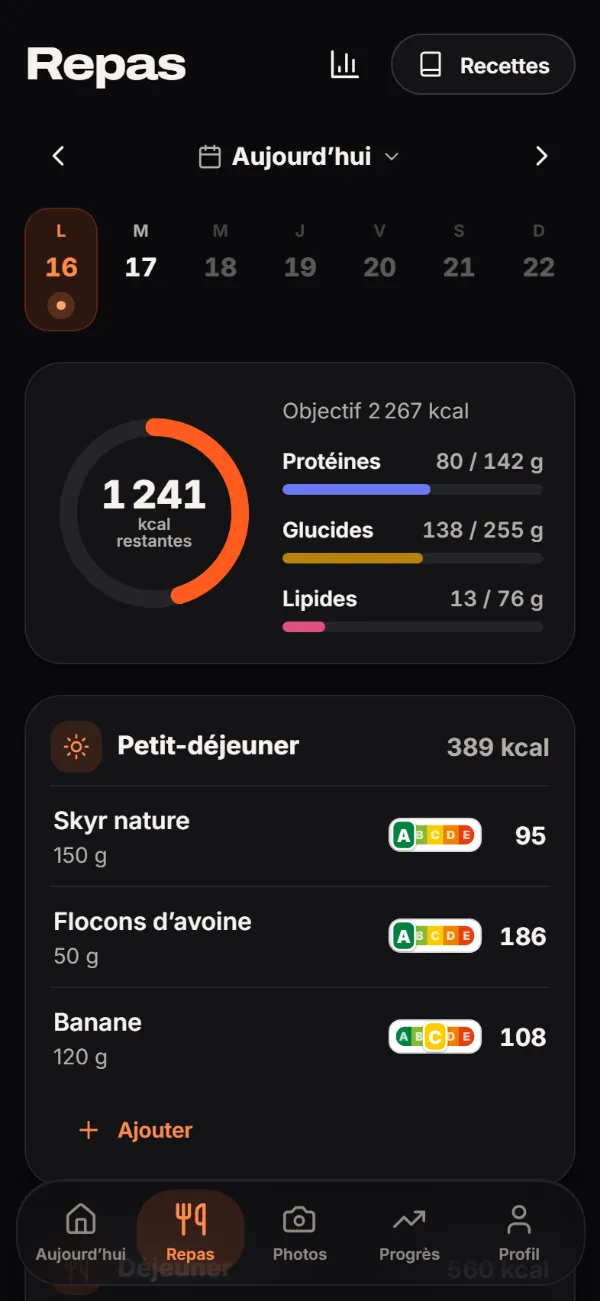 Repas
Recettes
Aujourd’hui
L M M J V S D
16 17 18 19 20 21 22
Objectif 2 267 kcal
1 241
kcal
restantes
Protéines 80 / 142 g
Glucides 138 / 255 g
Lipides 13 / 76 g
Petit-déjeuner 389 kcal
Skyr nature
150 g
A B C D E 95
Flocons d’avoine
50 g
A B C D E 186
Banane
120 g
A B C D E 108
Ajouter
Aujourd’hui Repas Photos Progrès Profil
Déjeuner 560 kcal